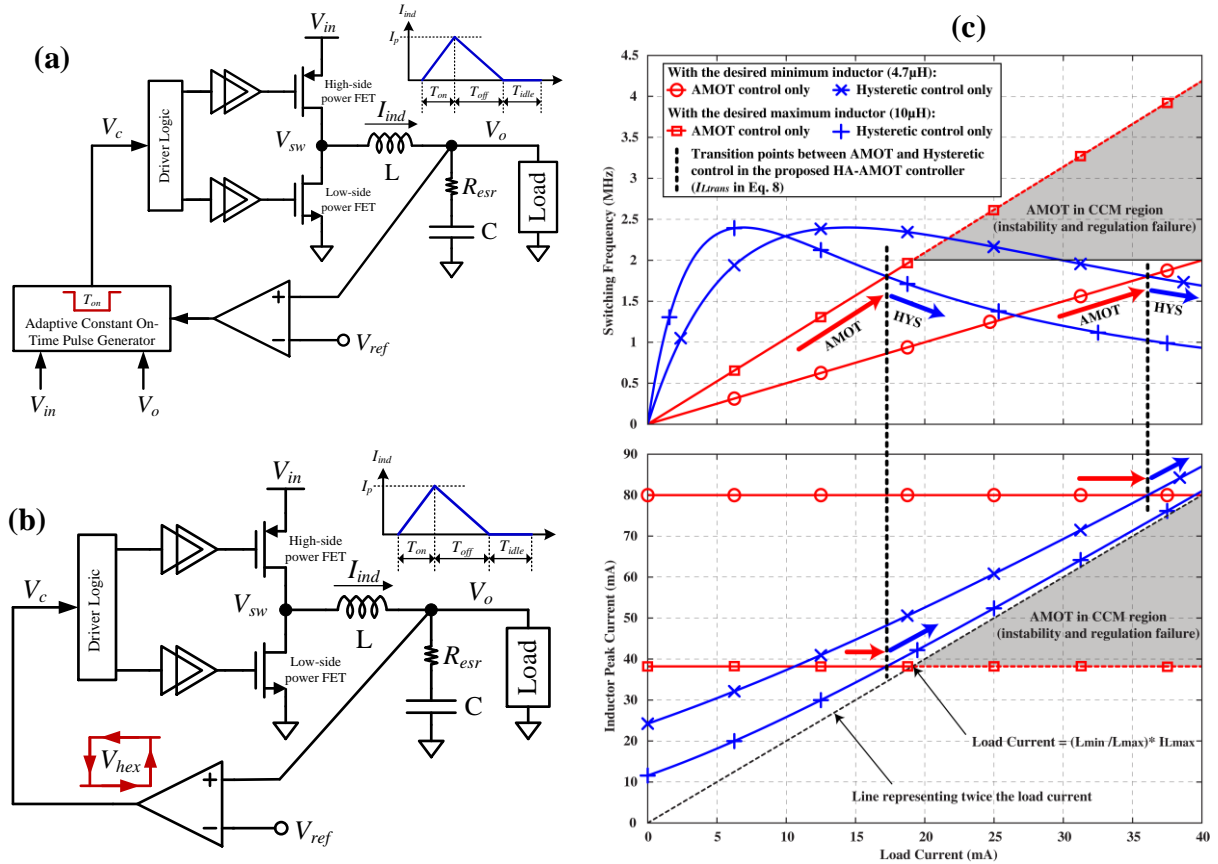 (a)
V_in
I_ind
I_p
T_on
T_off
T_idle
Driver Logic
High-side
power FET
V_c
V_sw
I_ind
L
V_o
Low-side
power FET
R_esr
C
Load
T_on
Adaptive Constant On-
Time Pulse Generator
+
−
V_ref
V_in
V_o
(b)
V_in
I_ind
I_p
T_on
T_off
T_idle
Driver Logic
High-side
power FET
V_c
V_sw
I_ind
L
V_o
Low-side
power FET
R_esr
C
Load
V_hex
+
−
V_ref
(c)
4.5
4
3.5
3
2.5
2
1.5
1
0.5
0
Switching Frequency (MHz)
With the desired minimum inductor (4.7µH):
AMOT control only
Hysteretic control only
With the desired maximum inductor (10µH):
AMOT control only
Hysteretic control only
Transition points between AMOT and Hysteretic
control in the proposed HA-AMOT controller
(I_Ltrans in Eq. 8)
AMOT in CCM region
(instability and regulation failure)
AMOT
HYS
AMOT
HYS
90
80
70
60
50
40
30
20
10
0
Inductor Peak Current (mA)
AMOT in CCM region
(instability and regulation failure)
Load Current = (Lmin /Lmax)* ILmax
Line representing twice the load current
0
5
10
15
20
25
30
35
40
Load Current (mA)